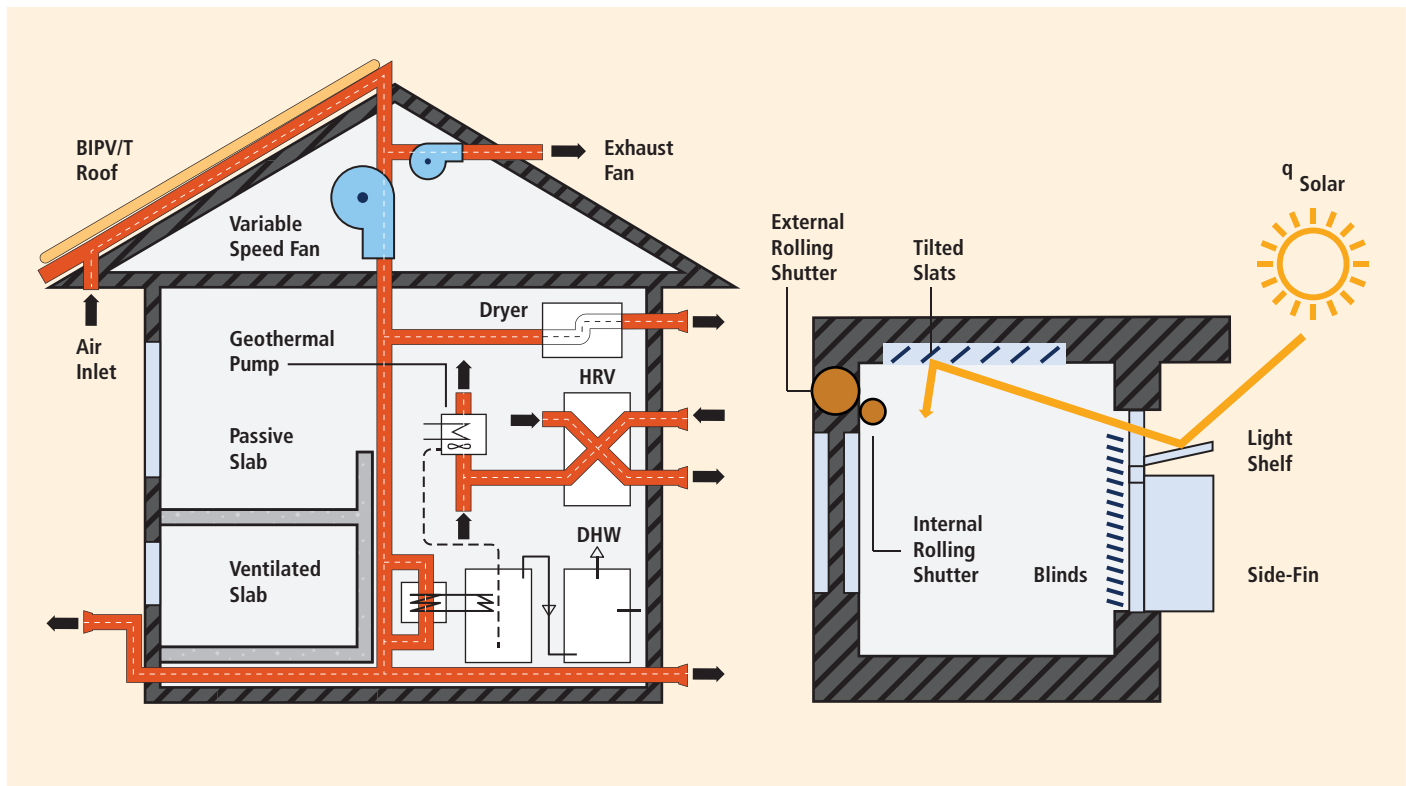 BIPV/T
Roof
Exhaust
Fan
Variable
Speed Fan
Air
Inlet
Dryer
Geothermal
Pump
HRV
Passive
Slab
DHW
Ventilated
Slab
q
Solar
External
Rolling
Shutter
Tilted
Slats
Light
Shelf
Internal
Rolling
Shutter
Blinds
Side-Fin